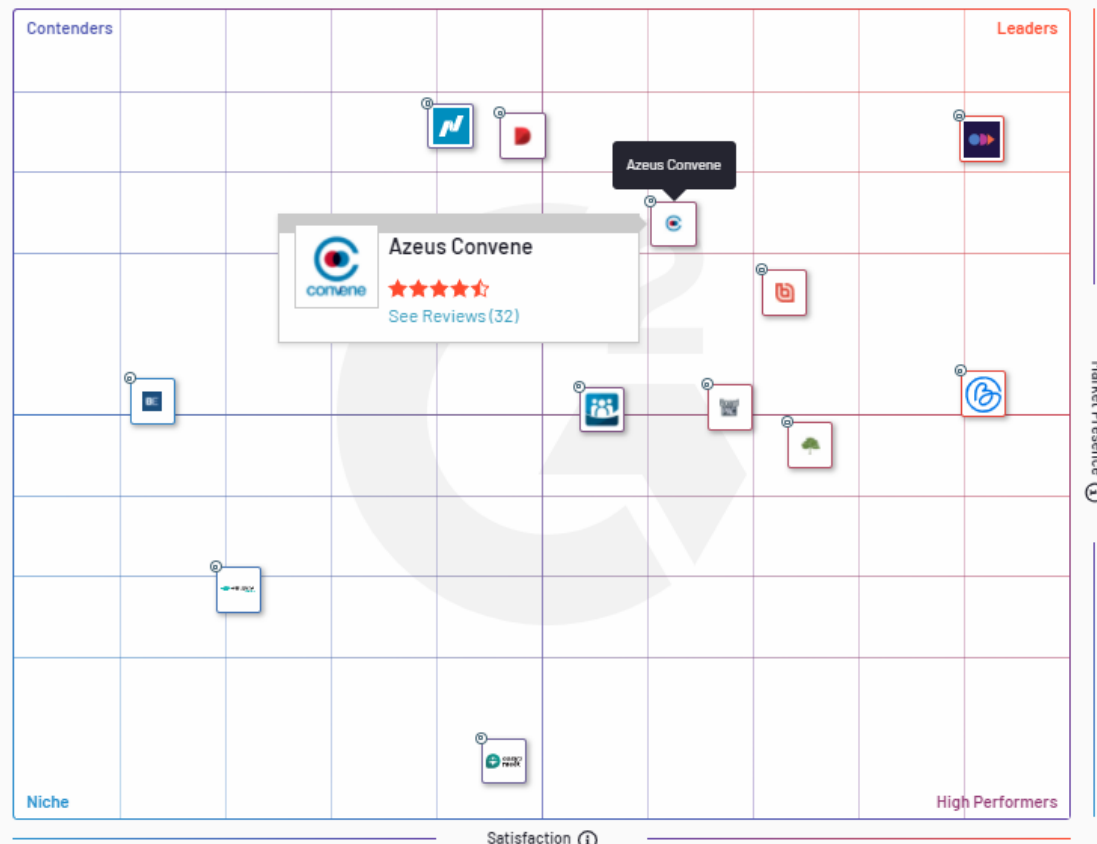 Contenders
Leaders
Azeus Convene
Azeus Convene
convene
See Reviews (32)
Market Presence
Niche
High Performers
Satisfaction